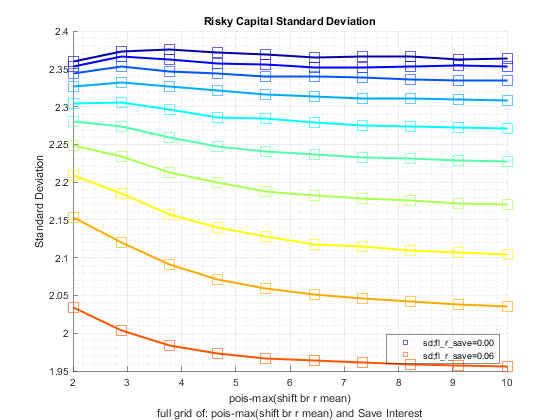 Risky Capital Standard Deviation
Standard Deviation
2.4
2.35
2.3
2.25
2.2
2.15
2.1
2.05
2
1.95
sd;fl_r_save=0.00
sd;fl_r_save=0.06
2 3 4 5 6 7 8 9 10
pois-max(shift br r mean)
full grid of: pois-max(shift br r mean) and Save Interest